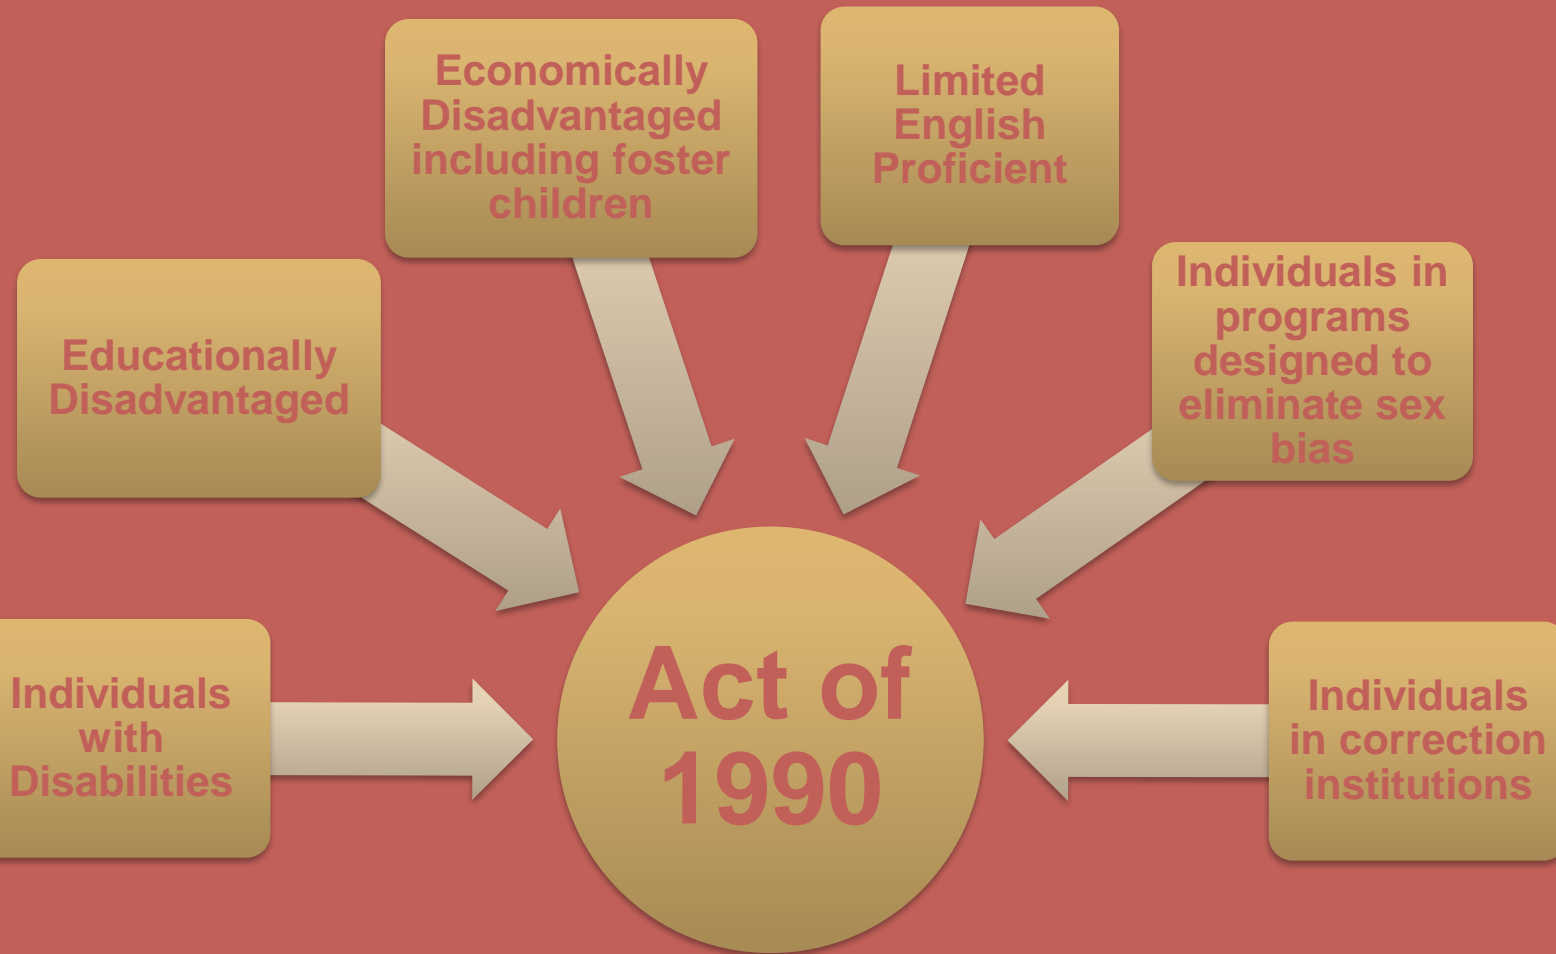 Economically
Disadvantaged
including foster
children
Limited
English
Proficient
Educationally
Disadvantaged
Individuals in
programs
designed to
eliminate sex
bias
Individuals
with
Disabilities
Act of
1990
Individuals
in correction
institutions